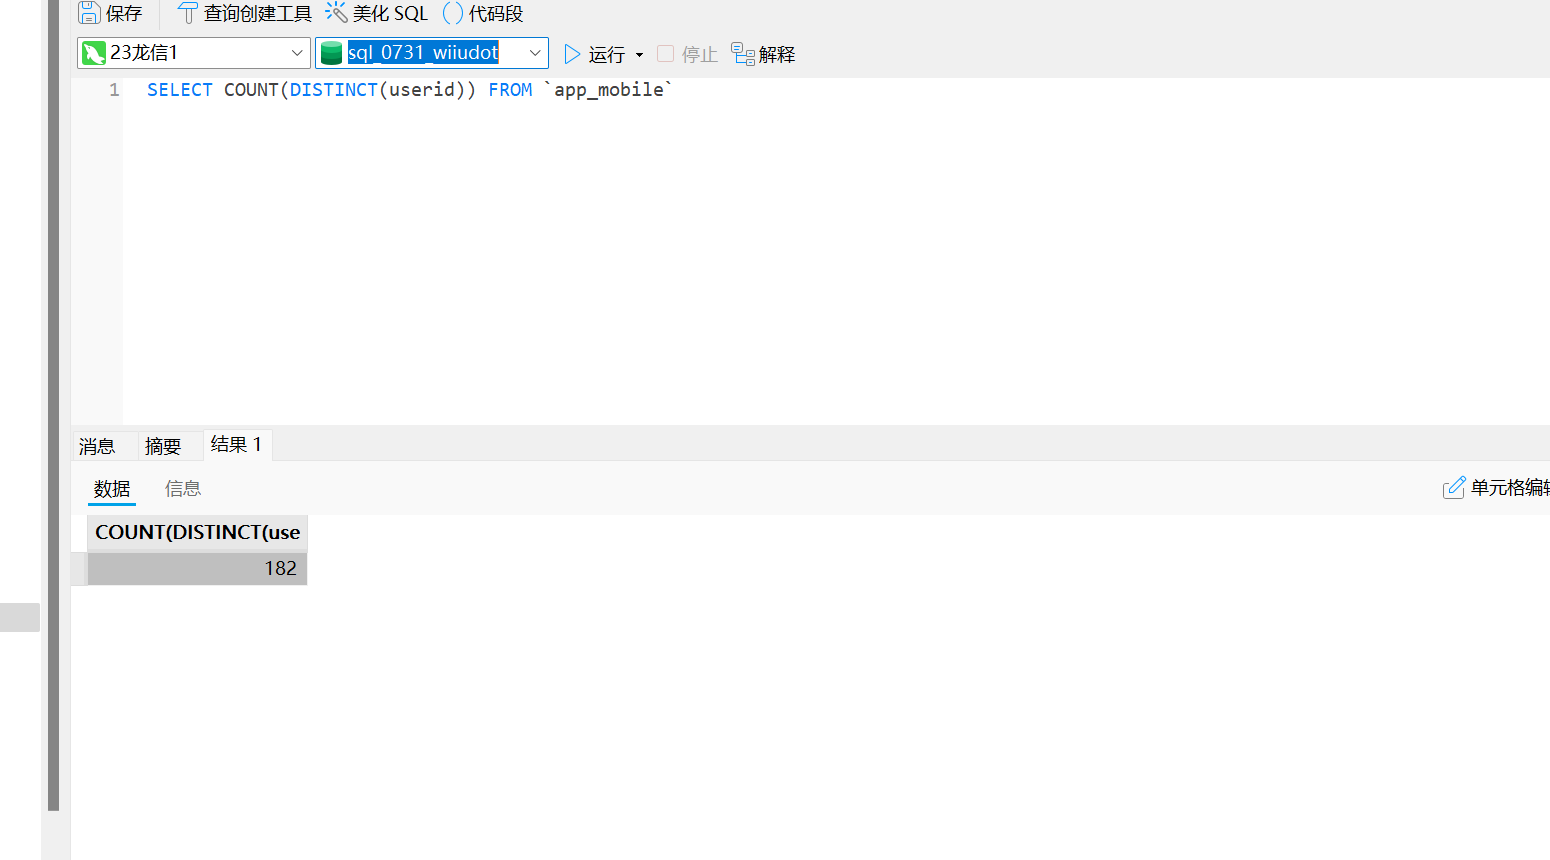 保存 查询创建工具 美化 SQL () 代码段
23龙信1 sql_0731_wiiudot 运行 停止 解释
1 SELECT COUNT(DISTINCT(userid)) FROM `app_mobile`
消息 摘要 结果 1
数据 信息 单元格编辑
COUNT(DISTINCT(use
182